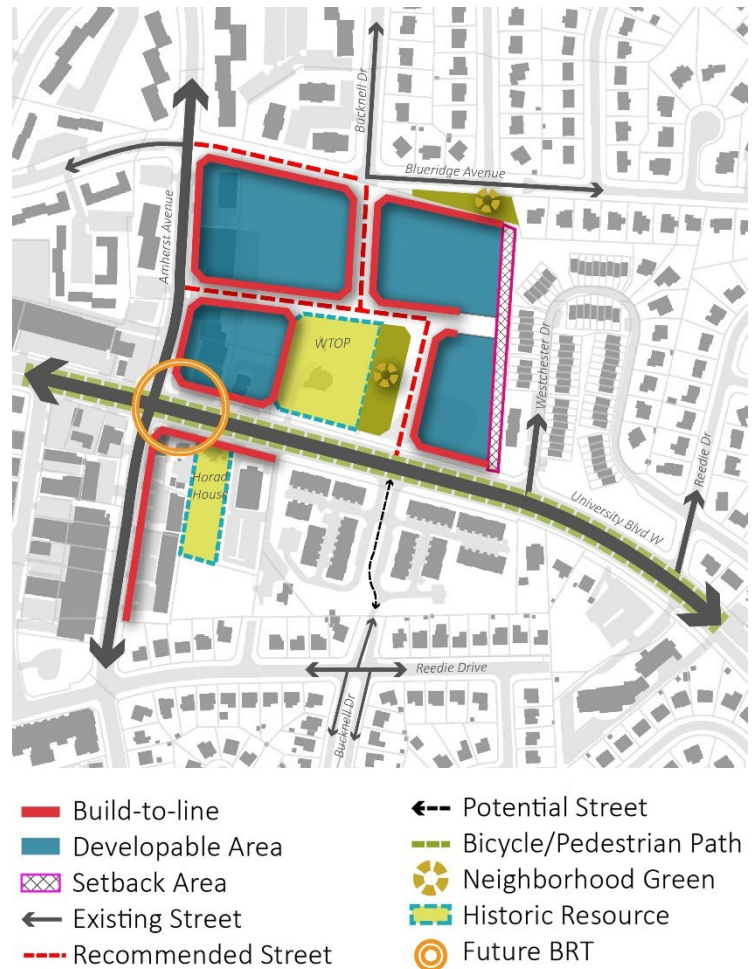 Bucknell Dr
Blueridge Avenue
Amherst Avenue
WTOP
Westchester Dr
Horad
House
Reedie Dr
University Blvd W
Reedie Drive
Bucknell Dr
Build-to-line
Developable Area
Setback Area
Existing Street
Recommended Street
Potential Street
Bicycle/Pedestrian Path
Neighborhood Green
Historic Resource
Future BRT